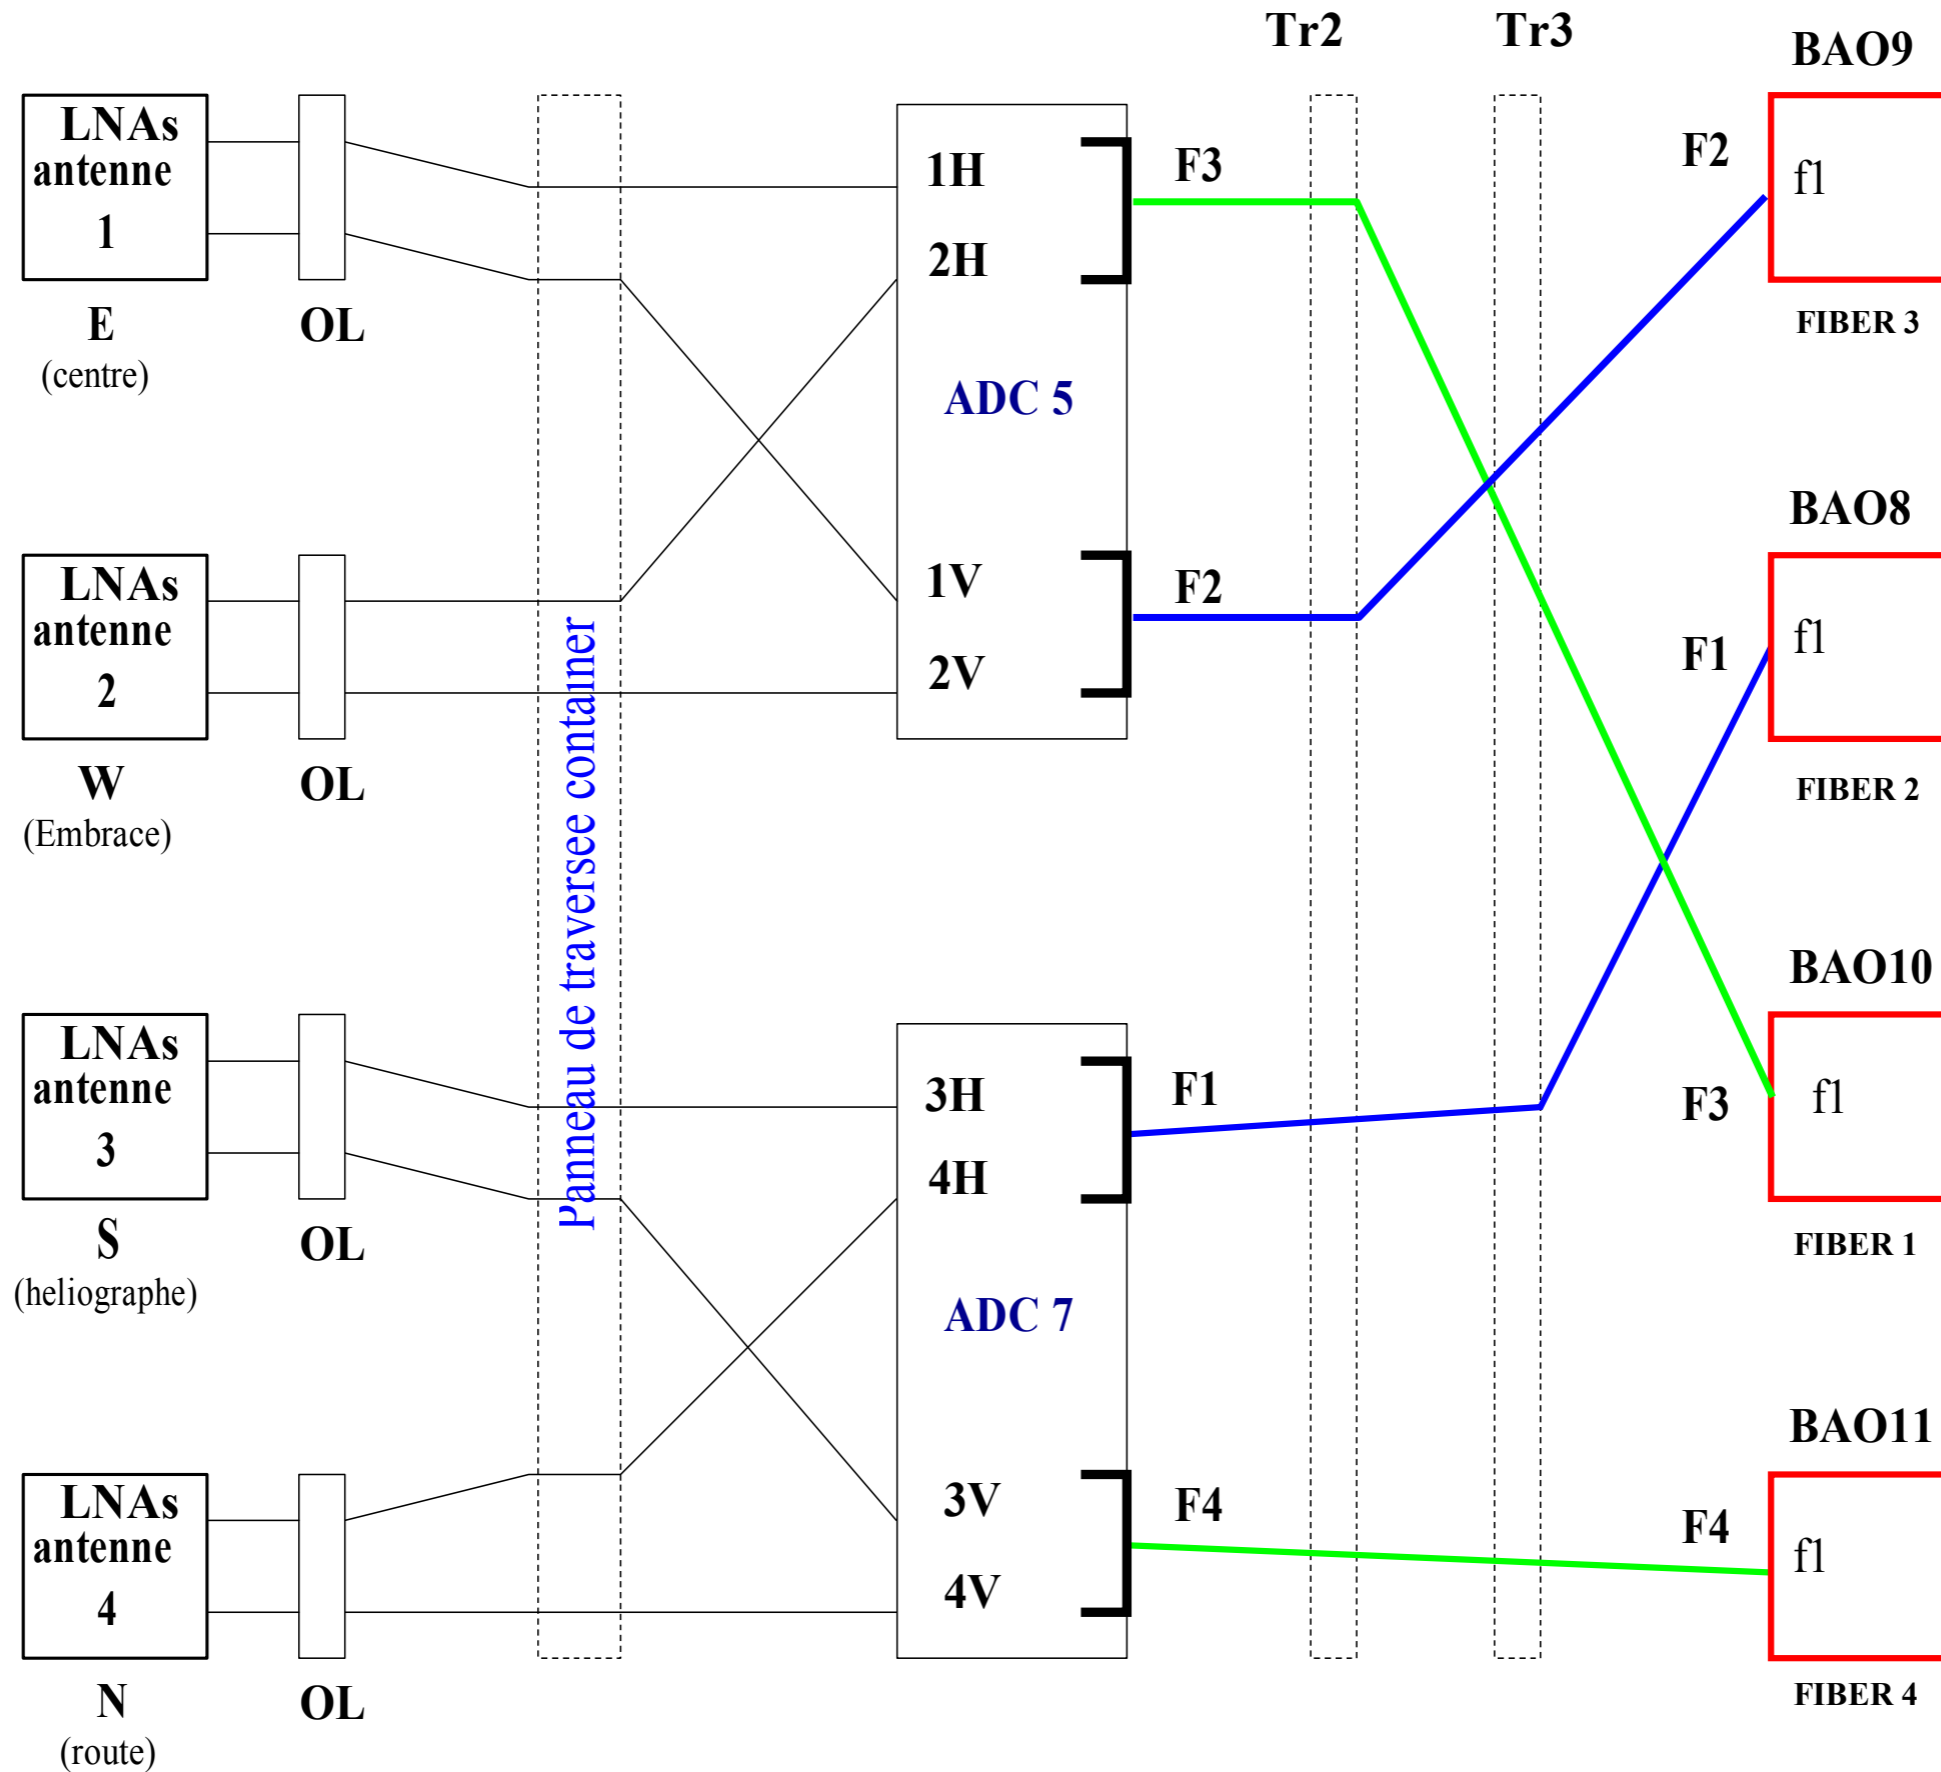 Tr2
Tr3
BAO9
LNAs
antenne
1
E
(centre)
OL
1H
2H
ADC 5
F3
F2
f1
FIBER 3
LNAs
antenne
2
W
(Embrace)
OL
Panneau de traversee container
1V
2V
F2
BAO8
F1
f1
FIBER 2
LNAs
antenne
3
S
(heliographe)
OL
3H
4H
ADC 7
F1
BAO10
F3
f1
FIBER 1
LNAs
antenne
4
N
(route)
OL
3V
4V
F4
BAO11
F4
f1
FIBER 4